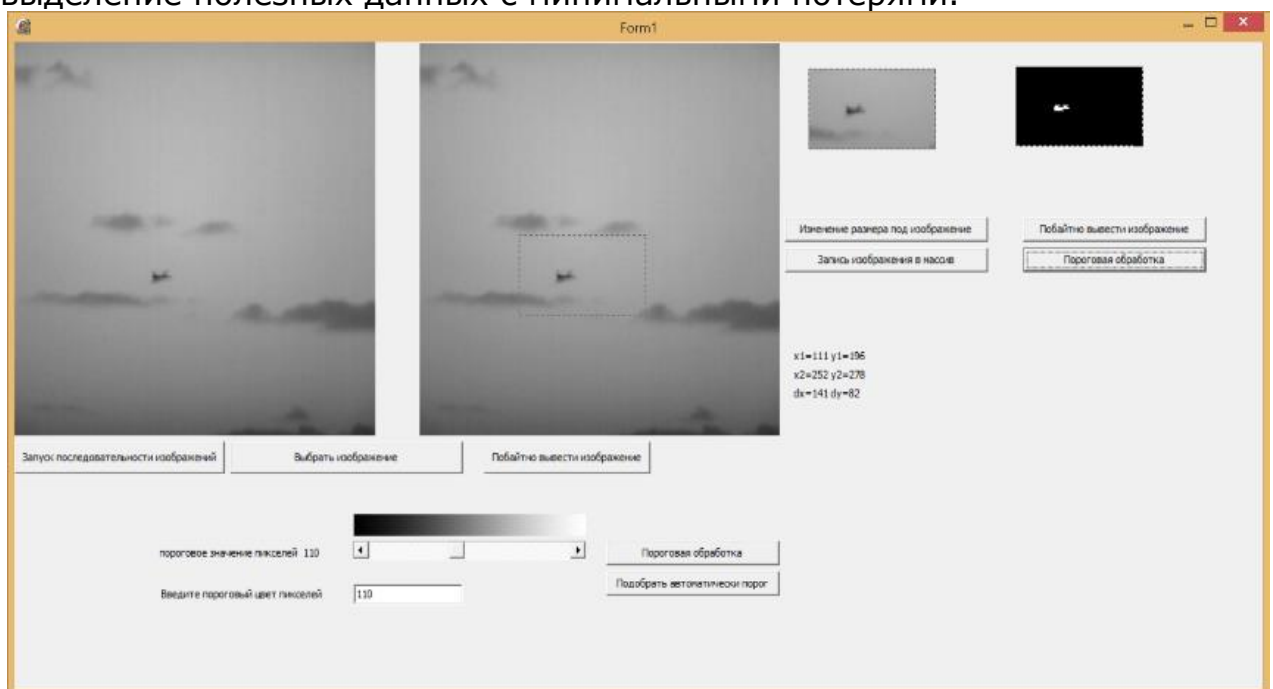 выделение полезных данных с минимальными потерями.
Form1
Изменение размера под изображение
Побайтно вывести изображение
Запись изображения в массив
Пороговая обработка
x1=111 y1=196
x2=252 y2=278
dx=141 dy=82
Запуск последовательности изображений
Выбрать изображение
Побайтно вывести изображение
пороговое значение пикселей 110
Пороговая обработка
Подобрать автоматически порог
Введите пороговый цвет пикселей
110